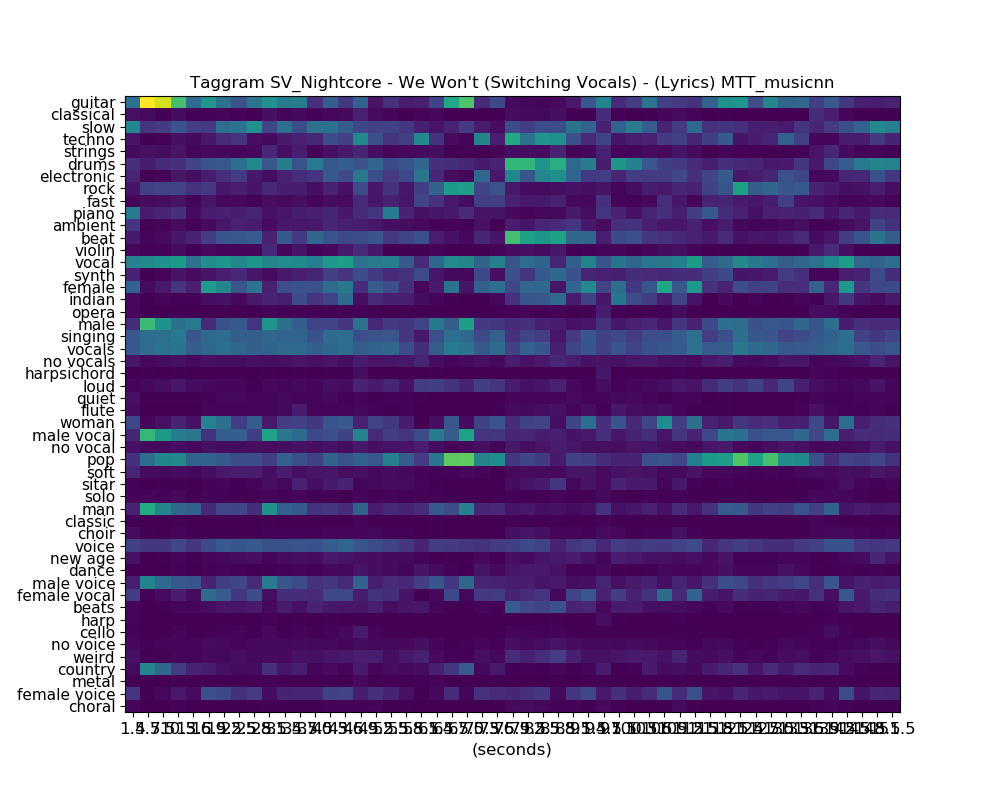 Taggram SV_Nightcore - We Won't (Switching Vocals) - (Lyrics) MTT_musicnn
guitar
classical
slow
techno
strings
drums
electronic
rock
fast
piano
ambient
beat
violin
vocal
synth
female
indian
opera
male
singing
vocals
no vocals
harpsichord
loud
quiet
flute
woman
male vocal
no vocal
pop
soft
sitar
solo
man
classic
choir
voice
new age
dance
male voice
female vocal
beats
harp
cello
no voice
weird
country
metal
female voice
choral
(seconds)